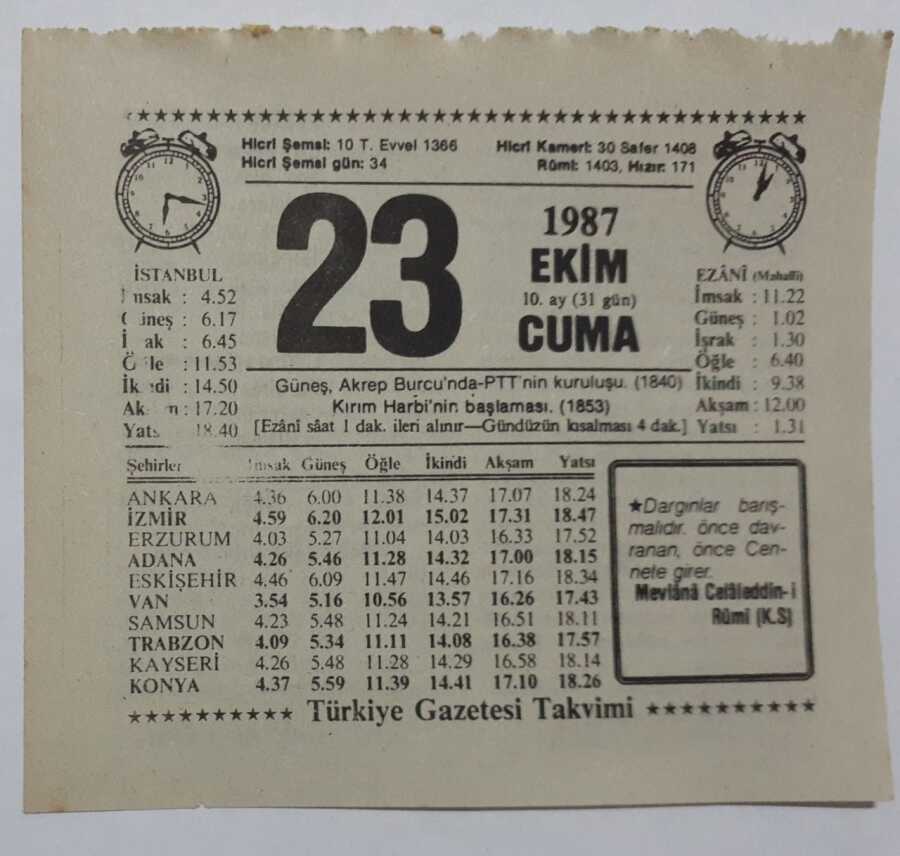 Hicrî Şemsî: 10 T. Evvel 1366
Hicrî Şemsî gün: 34
Hicrî Kamerî: 30 Safer 1408
Rûmî: 1403, Hızır: 171
23
1987
EKİM
10. ay (31 gün)
CUMA
İSTANBUL
: 4.52
: 6.17
: 6.45
: 11.53
: 14.50
: 17.20
18.40
EZÂNÎ (Mahallî)
İmsak : 11.22
Güneş : 1.02
İşrak : 1.30
Öğle : 6.40
İkindi : 9.38
Akşam : 12.00
Yatsı : 1.31
Güneş, Akrep Burcu'nda-PTT'nin kuruluşu. (1840)
Kırım Harbi'nin başlaması. (1853)
[Ezânî sâat 1 dak. ileri alınır—Gündüzün kısalması 4 dak.]
Şehirler İmsak Güneş Öğle İkindi Akşam Yatsı
ANKARA 4.36 6.00 11.38 14.37 17.07 18.24
İZMİR 4.59 6.20 12.01 15.02 17.31 18.47
ERZURUM 4.03 5.27 11.04 14.03 16.33 17.52
ADANA 4.26 5.46 11.28 14.32 17.00 18.15
ESKİŞEHİR 4.46 6.09 11.47 14.46 17.16 18.34
VAN 3.54 5.16 10.56 13.57 16.26 17.43
SAMSUN 4.23 5.48 11.24 14.21 16.51 18.11
TRABZON 4.09 5.34 11.11 14.08 16.38 17.57
KAYSERİ 4.26 5.48 11.28 14.29 16.58 18.14
KONYA 4.37 5.59 11.39 14.41 17.10 18.26
★Dargınlar barış-
malıdır. önce dav-
ranan, önce Cen-
nete girer.
Mevlânâ Celâleddin-i
Rûmî (K.S)
Türkiye Gazetesi Takvimi